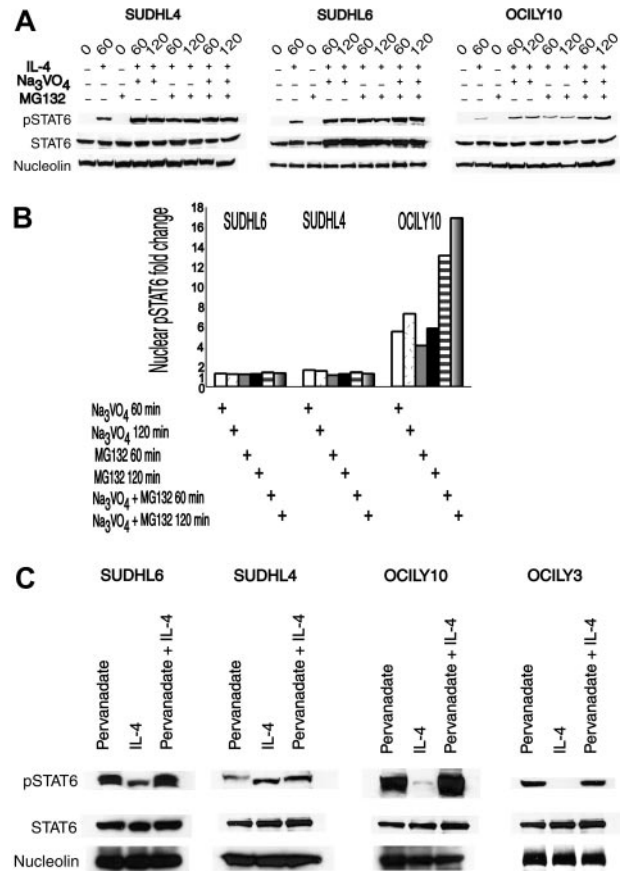 A
SUDHL4 SUDHL6 OCILY10
0 60 0 60 120 60 120 60 120 0 60 0 60 120 60 120 60 120 0 60 0 60 120 60 120 60 120
IL-4 – + – + + + + + + – + – + + + + + + – + – + + + + + +
Na₃VO₄ – – – + + – – + + – – – + + – – + + – – – + + – – + +
MG132 – – + – – + + + + – – + – – + + + + – – + – – + + + +
pSTAT6
STAT6
Nucleolin
B
Nuclear pSTAT6 fold change
18
16
14
12
10
8
6
4
2
1
0
SUDHL6 SUDHL4 OCILY10
Na₃VO₄ 60 min + + +
Na₃VO₄ 120 min + + +
MG132 60 min + + +
MG132 120 min + + +
Na₃VO₄ + MG132 60 min + + +
Na₃VO₄ + MG132 120 min + + +
C
SUDHL6 SUDHL4 OCILY10 OCILY3
Pervanadate IL-4 Pervanadate + IL-4 Pervanadate IL-4 Pervanadate + IL-4 Pervanadate IL-4 Pervanadate + IL-4 Pervanadate IL-4 Pervanadate + IL-4
pSTAT6
STAT6
Nucleolin